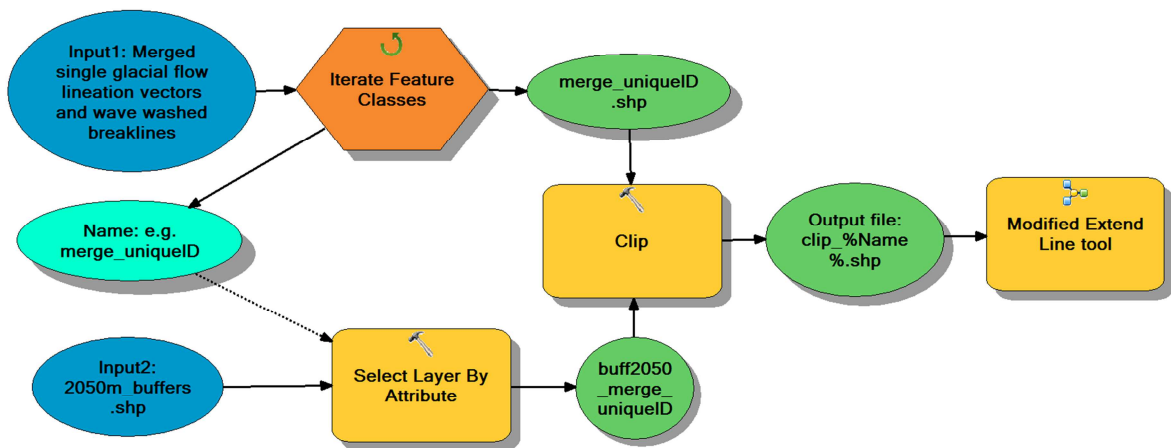 Input1: Merged
single glacial flow
lineation vectors
and wave washed
breaklines
Iterate Feature
Classes
merge_uniqueID
.shp
Name: e.g.
merge_uniqueID
Clip
Output file:
clip_%Name
%.shp
Modified Extend
Line tool
Input2:
2050m_buffers
.shp
Select Layer By
Attribute
buff2050
_merge_
uniqueID